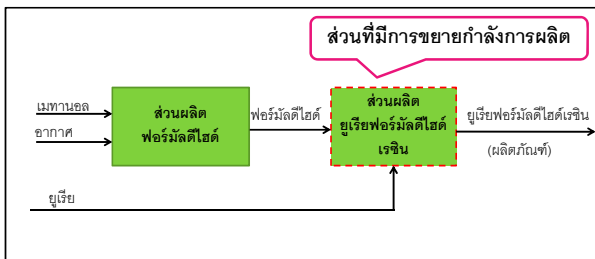 ส่วนที่มีการขยายกำลังการผลิต
เมทานอล
อากาศ
ส่วนผลิต
ฟอร์มัลดีไฮด์
ฟอร์มัลดีไฮด์
ส่วนผลิต
ยูเรียฟอร์มัลดีไฮด์
เรซิน
ยูเรียฟอร์มัลดีไฮด์เรซิน
(ผลิตภัณฑ์)
ยูเรีย